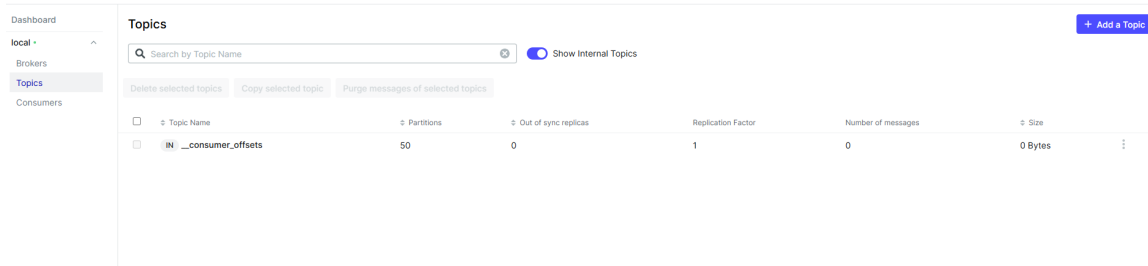 Dashboard
local
Brokers
Topics
Consumers
Topics
+ Add a Topic
Search by Topic Name
Show Internal Topics
Delete selected topics Copy selected topic Purge messages of selected topics
Topic Name Partitions Out of sync replicas Replication Factor Number of messages Size
IN __consumer_offsets 50 0 1 0 0 Bytes